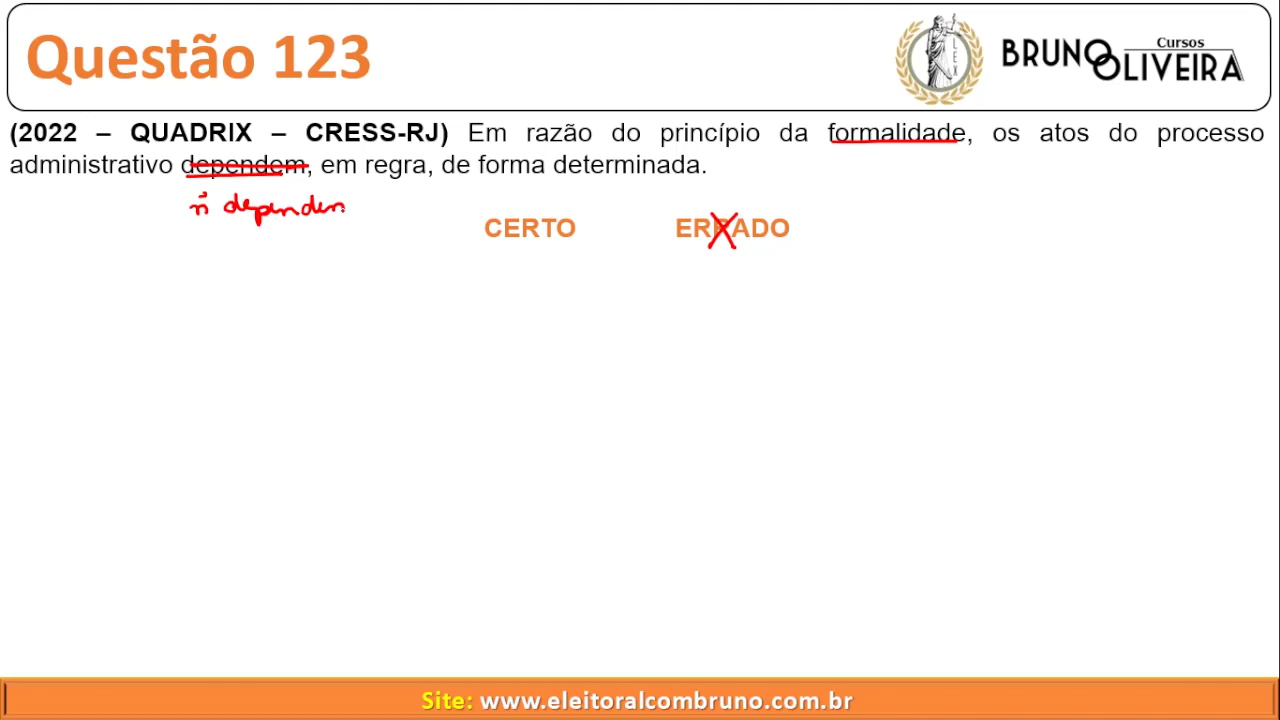 Questão 123
LEX
Cursos
BRUNO
OLIVEIRA
(2022 – QUADRIX – CRESS-RJ) Em razão do princípio da formalidade, os atos do processo
administrativo dependem, em regra, de forma determinada.
ñ dependem
CERTO ERRADO
Site: www.eleitoralcombruno.com.br